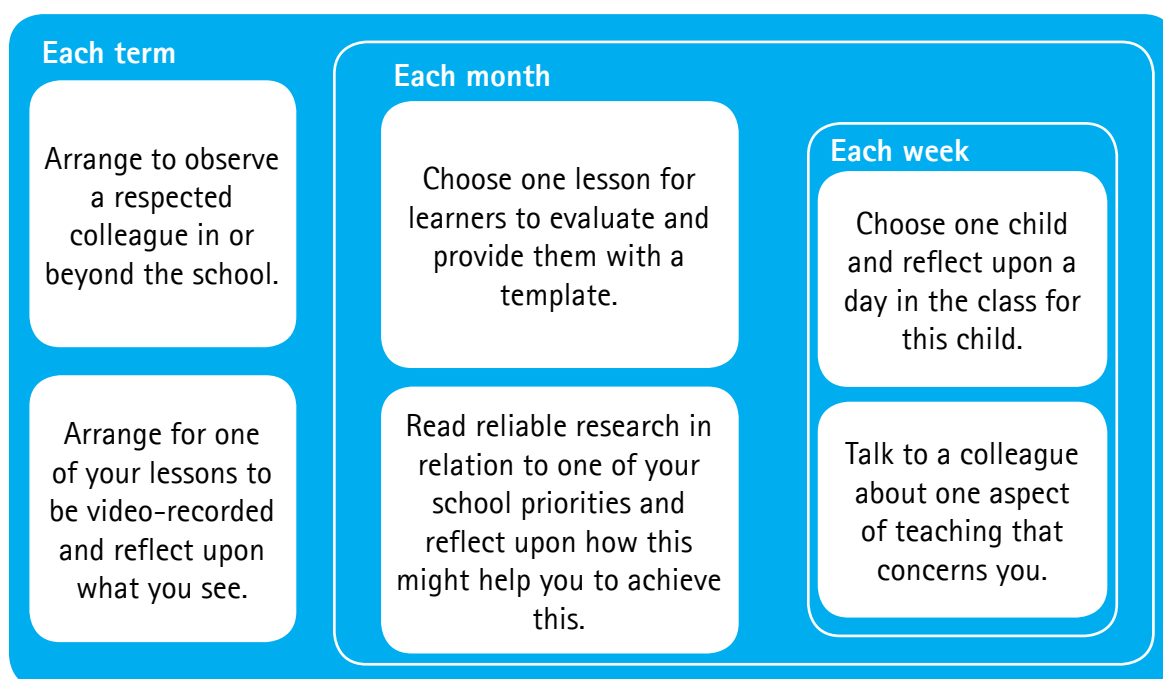 Each term
Arrange to observe
a respected
colleague in or
beyond the school.
Arrange for one
of your lessons to
be video-recorded
and reflect upon
what you see.
Each month
Choose one lesson for
learners to evaluate and
provide them with a
template.
Read reliable research in
relation to one of your
school priorities and
reflect upon how this
might help you to achieve
this.
Each week
Choose one child
and reflect upon a
day in the class for
this child.
Talk to a colleague
about one aspect
of teaching that
concerns you.